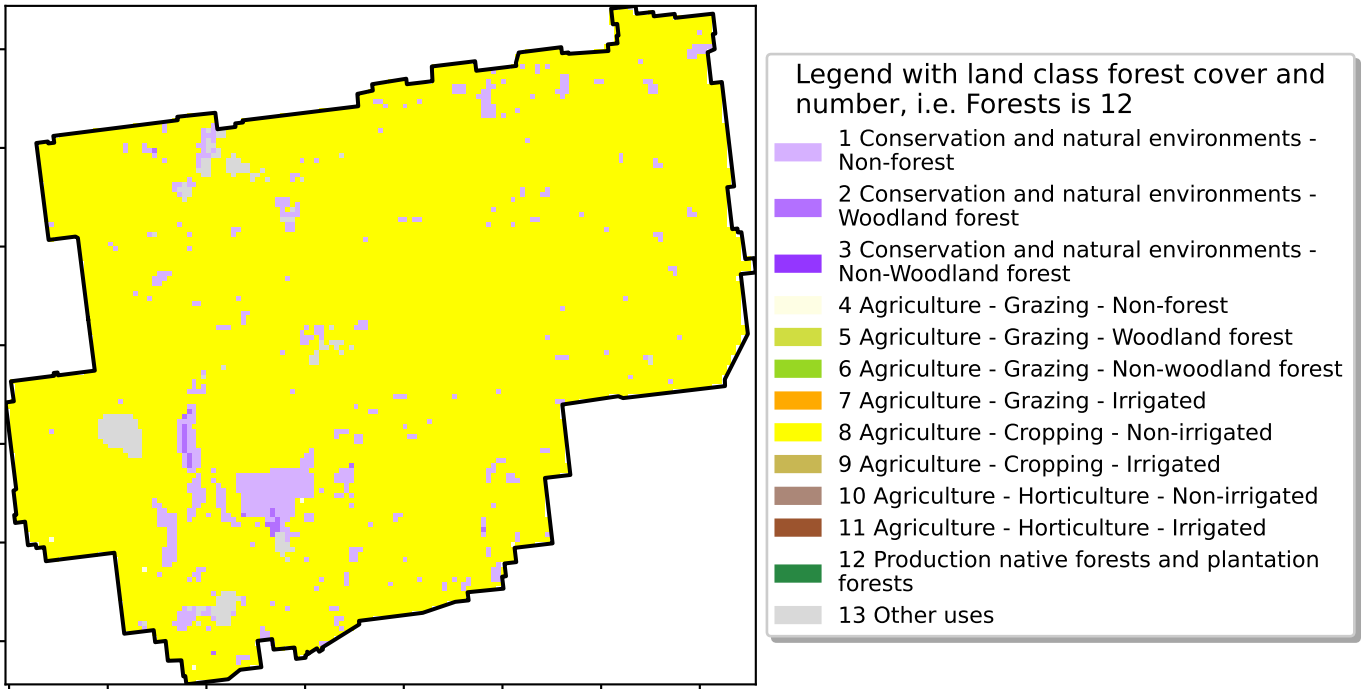 Legend with land class forest cover and
number, i.e. Forests is 12
1 Conservation and natural environments -
Non-forest
2 Conservation and natural environments -
Woodland forest
3 Conservation and natural environments -
Non-Woodland forest
4 Agriculture - Grazing - Non-forest
5 Agriculture - Grazing - Woodland forest
6 Agriculture - Grazing - Non-woodland forest
7 Agriculture - Grazing - Irrigated
8 Agriculture - Cropping - Non-irrigated
9 Agriculture - Cropping - Irrigated
10 Agriculture - Horticulture - Non-irrigated
11 Agriculture - Horticulture - Irrigated
12 Production native forests and plantation
forests
13 Other uses